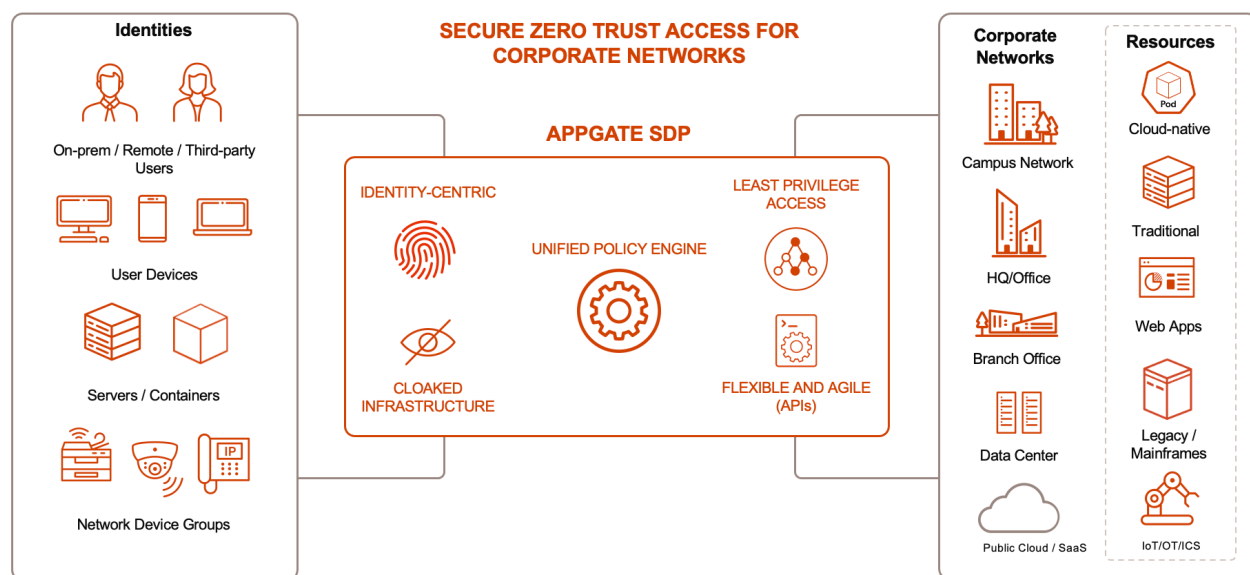 Identities
On-prem / Remote / Third-party
Users
User Devices
Servers / Containers
IP
Network Device Groups
SECURE ZERO TRUST ACCESS FOR
CORPORATE NETWORKS
APPGATE SDP
IDENTITY-CENTRIC
CLOAKED
INFRASTRUCTURE
UNIFIED POLICY ENGINE
LEAST PRIVILEGE
ACCESS
FLEXIBLE AND AGILE
(APIs)
Corporate
Networks
Campus Network
HQ/Office
Branch Office
Data Center
Public Cloud / SaaS
Resources
Pod
Cloud-native
Traditional
Web Apps
Legacy /
Mainframes
IoT/OT/ICS